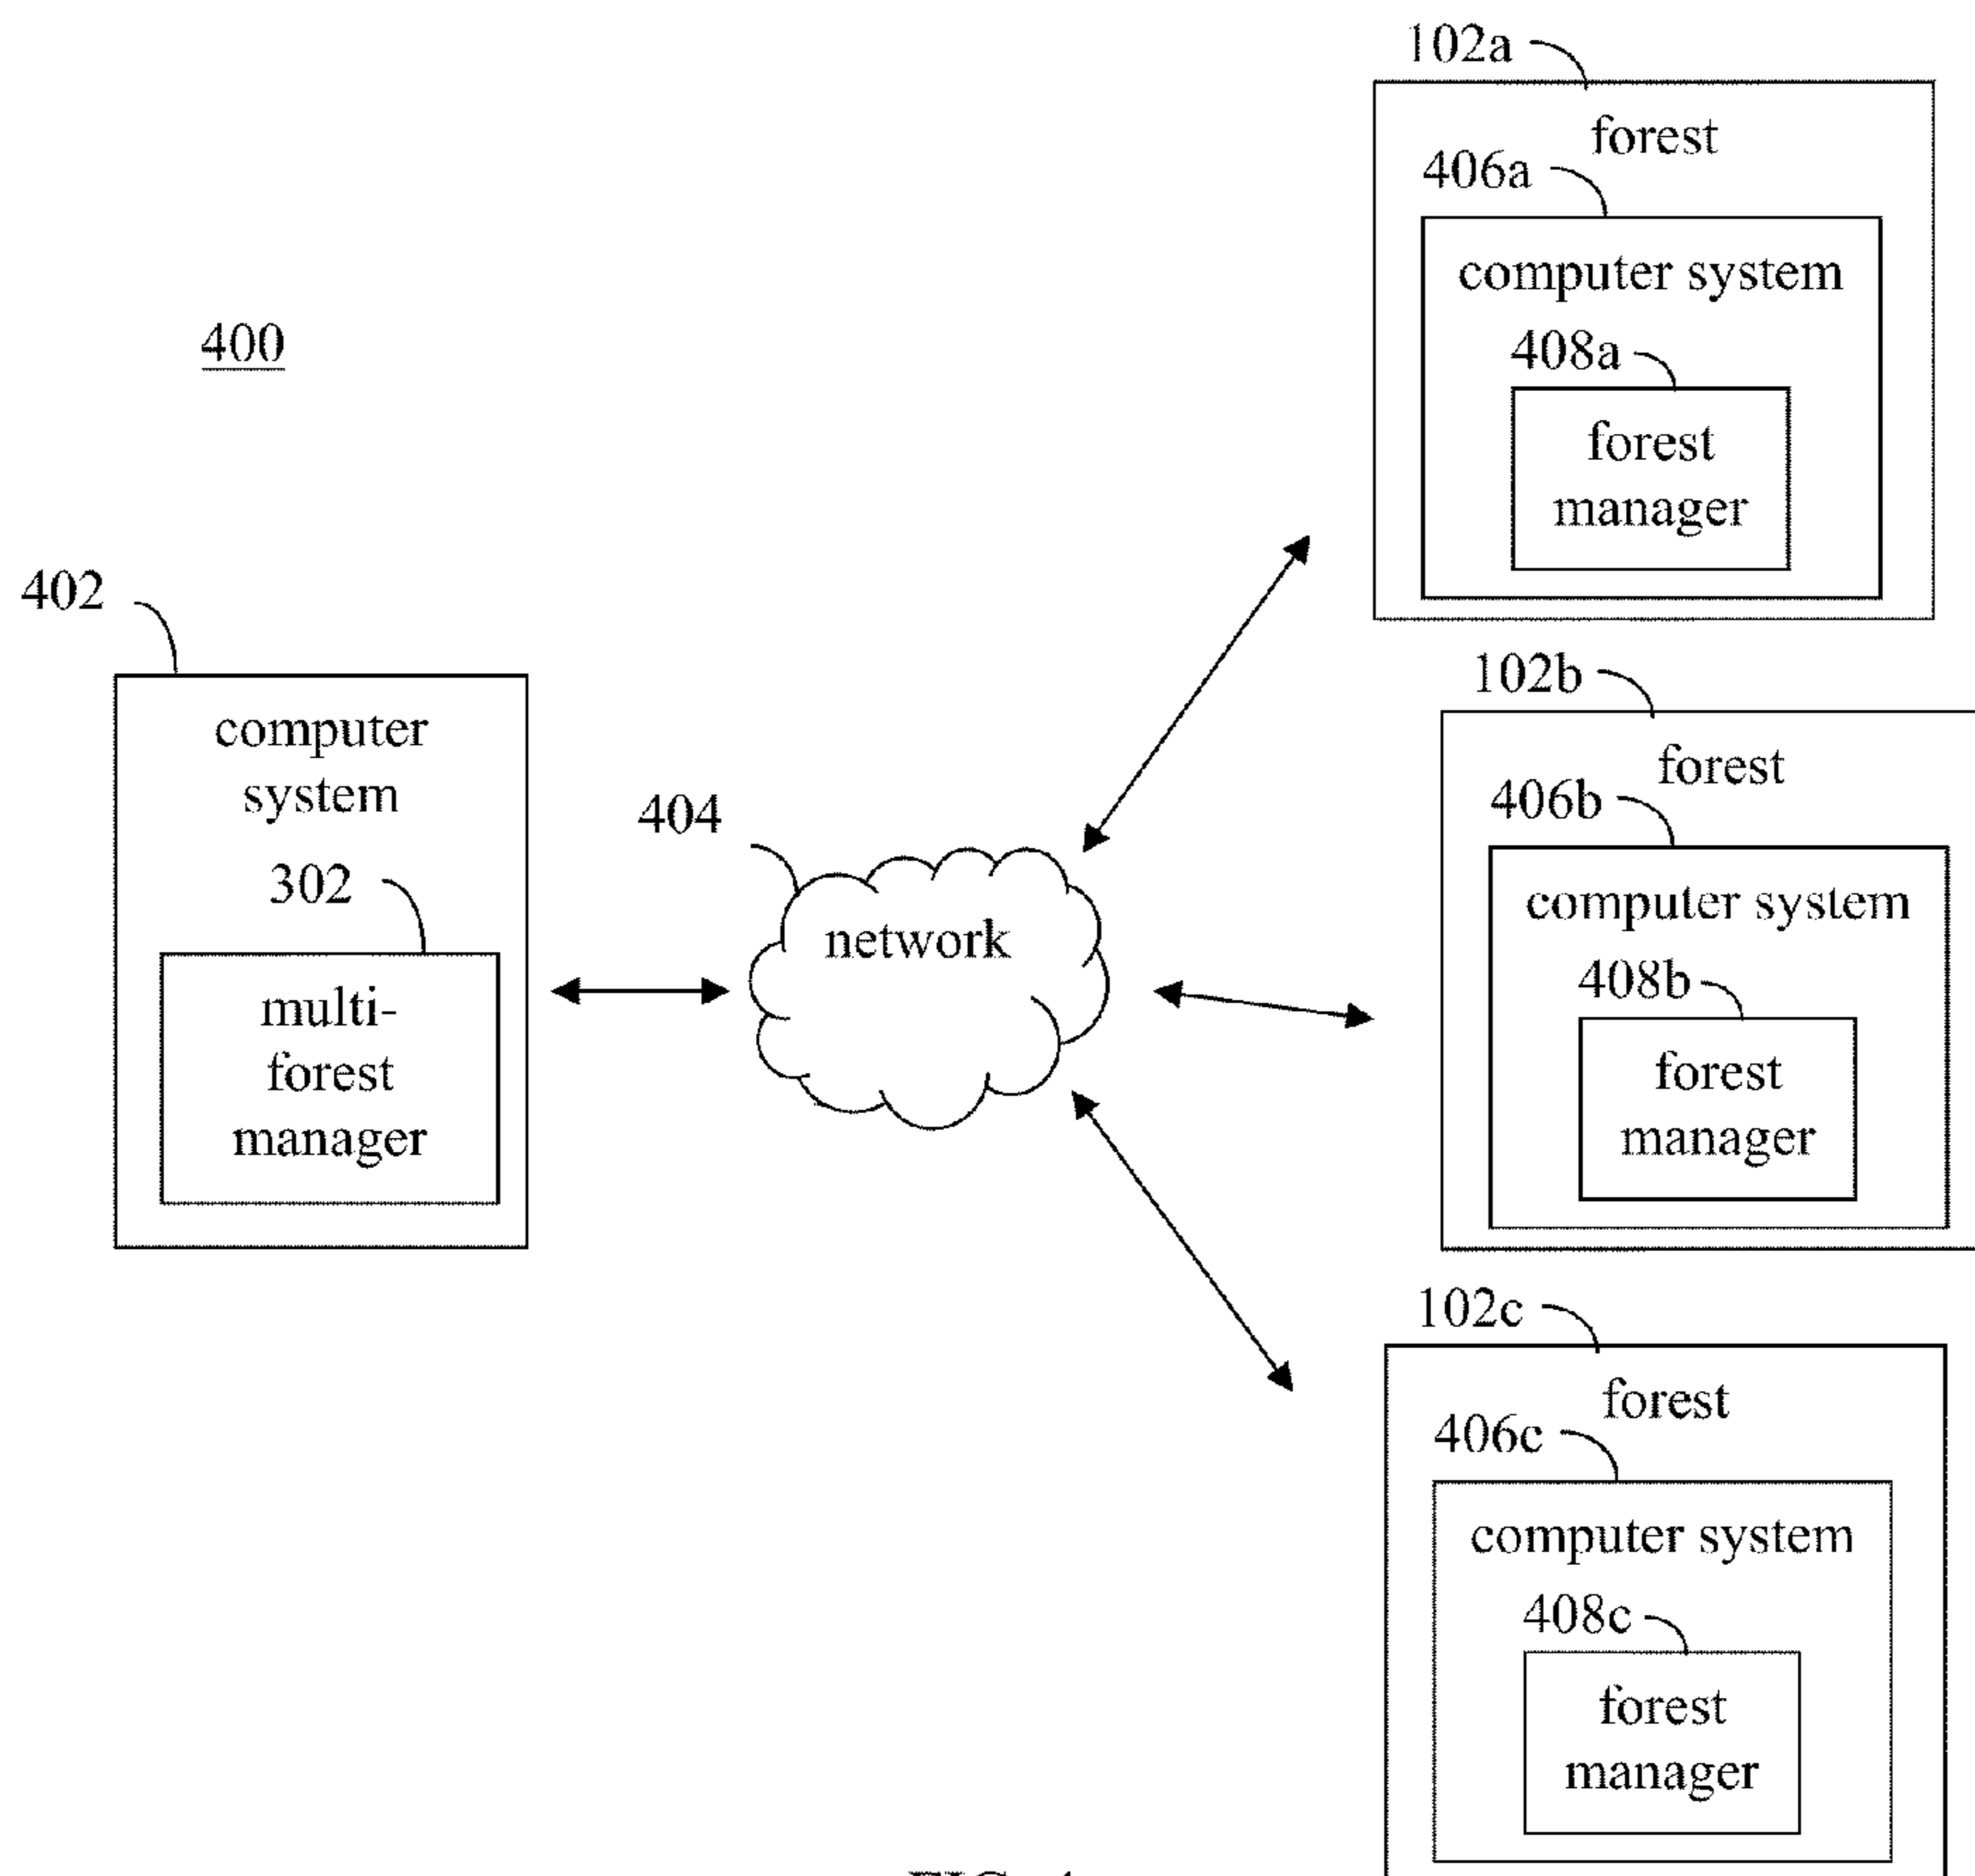 400
402
computer
system
302
multi-
forest
manager
404
network
102a
forest
406a
computer system
408a
forest
manager
102b
forest
406b
computer system
408b
forest
manager
102c
forest
406c
computer system
408c
forest
manager